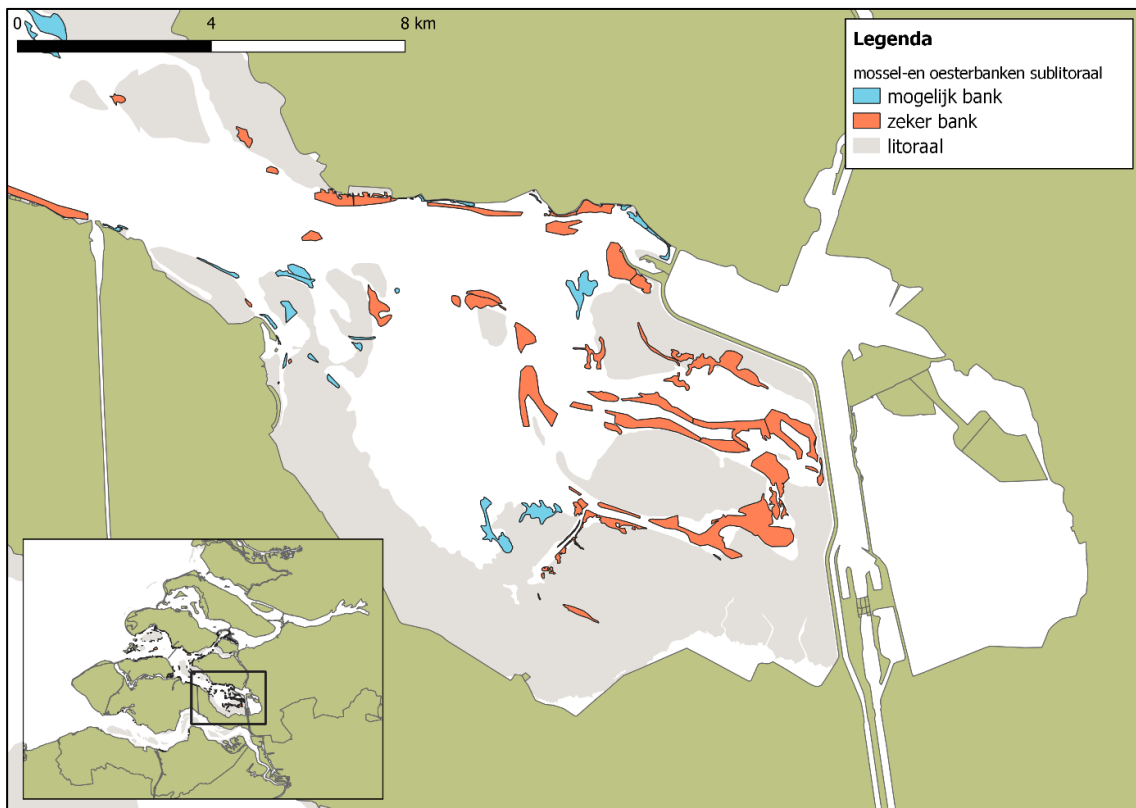 0 4 8 km
Legenda
mossel-en oesterbanken sublitoraal
mogelijk bank
zeker bank
litoraal